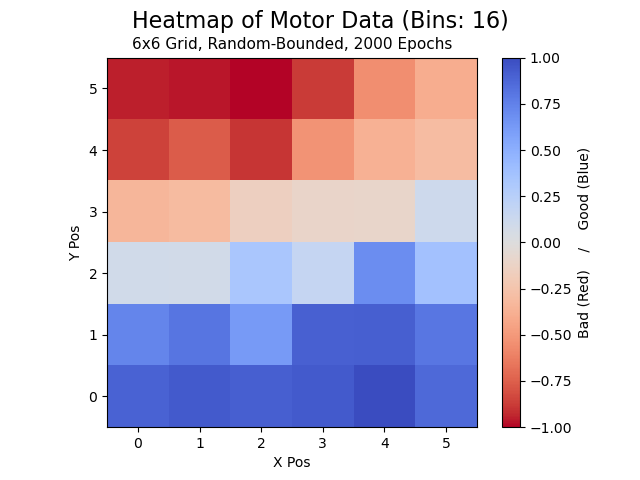 Heatmap of Motor Data (Bins: 16)
6x6 Grid, Random-Bounded, 2000 Epochs
5
4
3
2
1
0
Y Pos
0 1 2 3 4 5
X Pos
1.00
0.75
0.50
0.25
0.00
−0.25
−0.50
−0.75
−1.00
Bad (Red) / Good (Blue)